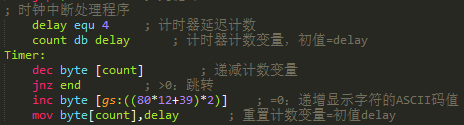 ; 时钟中断处理程序
delay equ 4 ; 计时器延迟计数
count db delay ; 计时器计数变量，初值=delay
Timer:
dec byte [count] ; 递减计数变量
jnz end ; >0：跳转
inc byte [gs:((80*12+39)*2)] ; =0；递增显示字符的ASCII码值
mov byte[count],delay ; 重置计数变量=初值delay